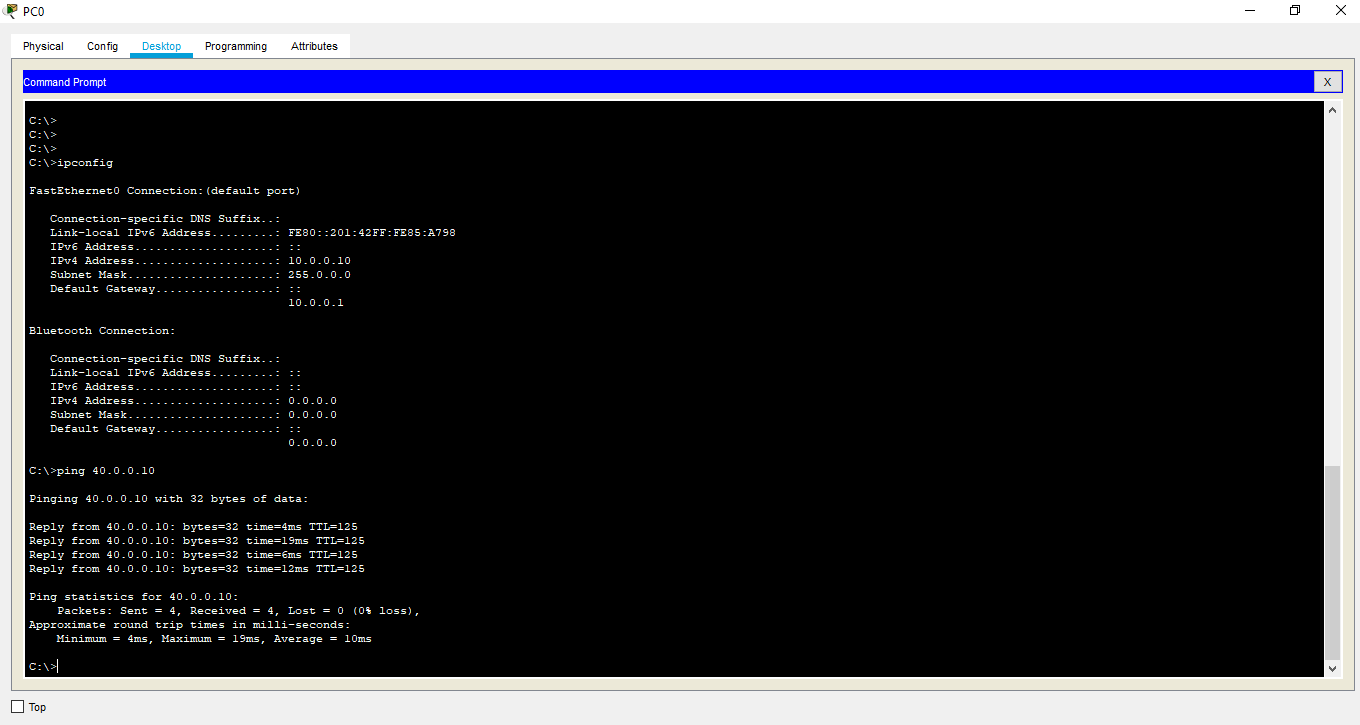 PC0
Physical Config Desktop Programming Attributes
Command Prompt X
C:\>
C:\>
C:\>
C:\>ipconfig
FastEthernet0 Connection:(default port)
Connection-specific DNS Suffix..:
Link-local IPv6 Address.........: FE80::201:42FF:FE85:A798
IPv6 Address....................: ::
IPv4 Address....................: 10.0.0.10
Subnet Mask.....................: 255.0.0.0
Default Gateway.................: ::
10.0.0.1
Bluetooth Connection:
Connection-specific DNS Suffix..:
Link-local IPv6 Address.........: ::
IPv6 Address....................: ::
IPv4 Address....................: 0.0.0.0
Subnet Mask.....................: 0.0.0.0
Default Gateway.................: ::
0.0.0.0
C:\>ping 40.0.0.10
Pinging 40.0.0.10 with 32 bytes of data:
Reply from 40.0.0.10: bytes=32 time=4ms TTL=125
Reply from 40.0.0.10: bytes=32 time=19ms TTL=125
Reply from 40.0.0.10: bytes=32 time=6ms TTL=125
Reply from 40.0.0.10: bytes=32 time=12ms TTL=125
Ping statistics for 40.0.0.10:
Packets: Sent = 4, Received = 4, Lost = 0 (0% loss),
Approximate round trip times in milli-seconds:
Minimum = 4ms, Maximum = 19ms, Average = 10ms
C:\>
Top